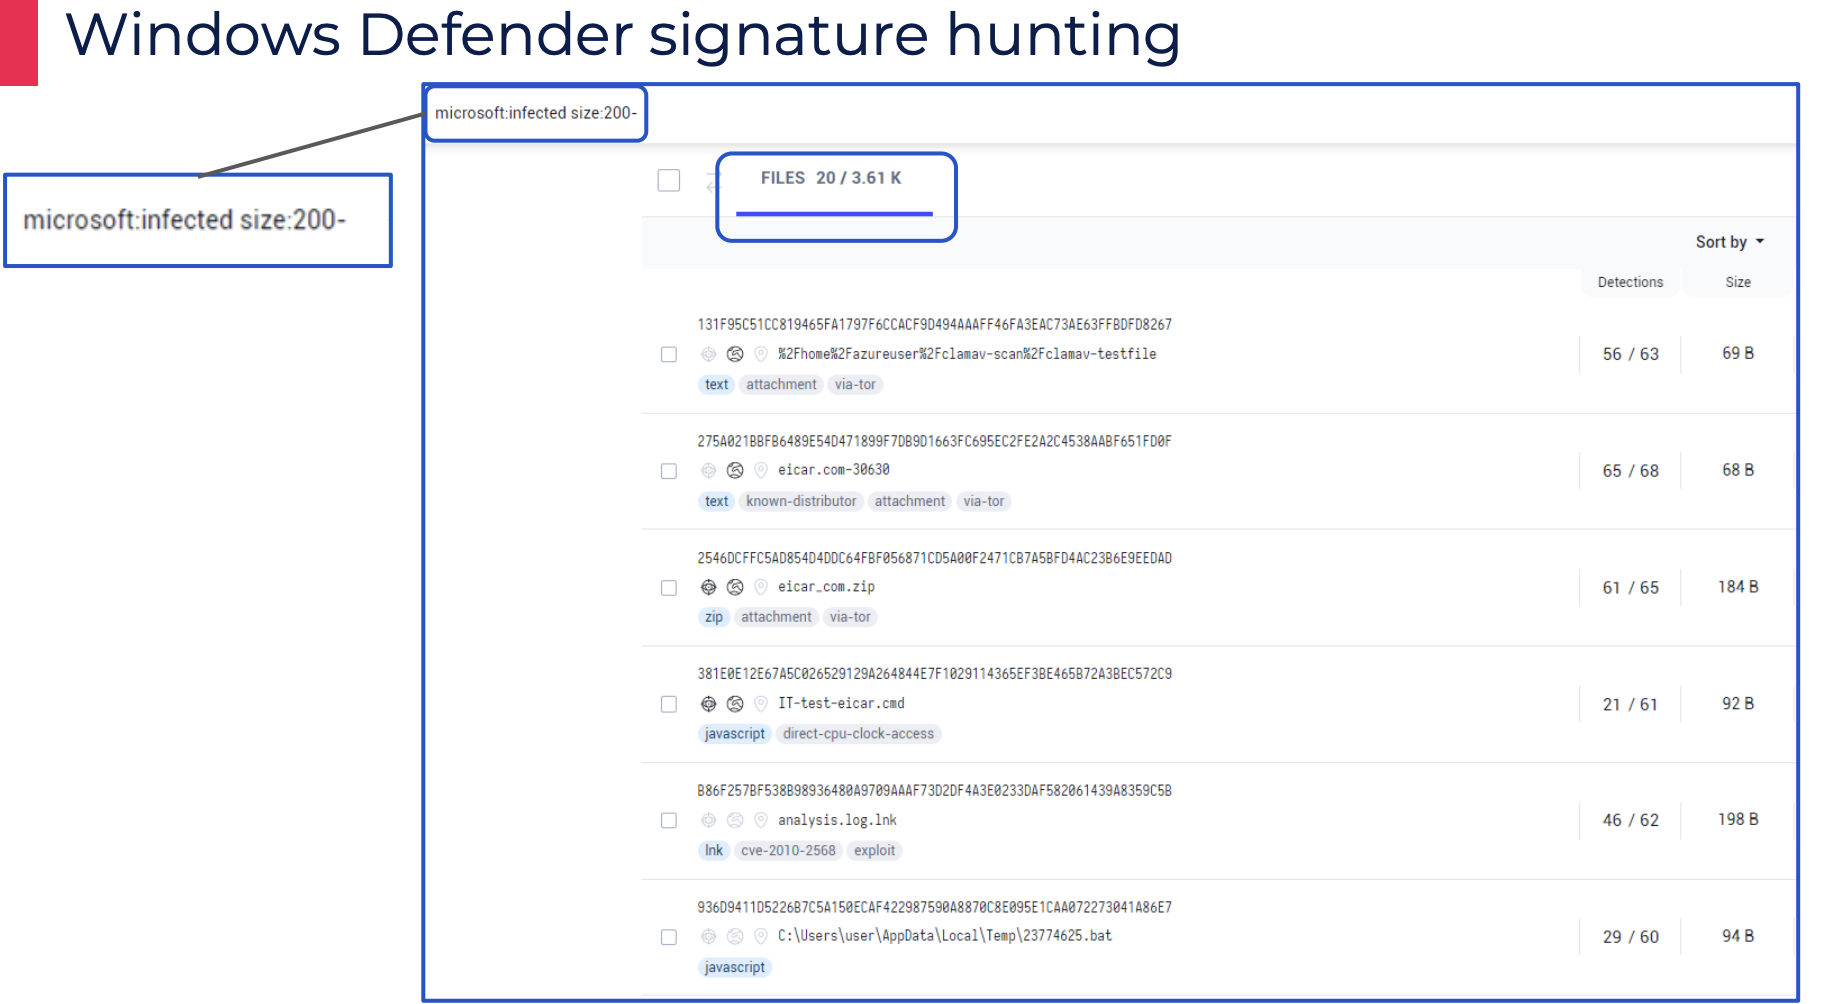 Windows Defender signature hunting
microsoft:infected size:200-
microsoft:infected size:200-
FILES 20 / 3.61 K
Sort by
Detections Size
131F95C51CC819465FA1797F6CCACF9D494AAAFF46FA3EAC73AE63FFBDFD8267
%2Fhome%2Fazureuser%2Fclamav-scan%2Fclamav-testfile 56 / 63 69 B
text attachment via-tor
275A021BBFB6489E54D471899F7DB9D1663FC695EC2FE2A2C4538AABF651FD0F
eicar.com-30630 65 / 68 68 B
text known-distributor attachment via-tor
2546DCFFC5AD854D4DDC64FBF056871CD5A00F2471CB7A5BFD4AC23B6E9EEDAD
eicar_com.zip 61 / 65 184 B
zip attachment via-tor
381E0E12E67A5C026529129A264844E7F1029114365EF3BE465B72A3BEC572C9
IT-test-eicar.cmd 21 / 61 92 B
javascript direct-cpu-clock-access
B86F257BF538B98936480A9709AAAF73D2DF4A3E0233DAF582061439A8359C5B
analysis.log.lnk 46 / 62 198 B
lnk cve-2010-2568 exploit
936D9411D5226B7C5A150ECAF422987590A8870C8E095E1CAA072273041A86E7
C:\Users\user\AppData\Local\Temp\23774625.bat 29 / 60 94 B
javascript